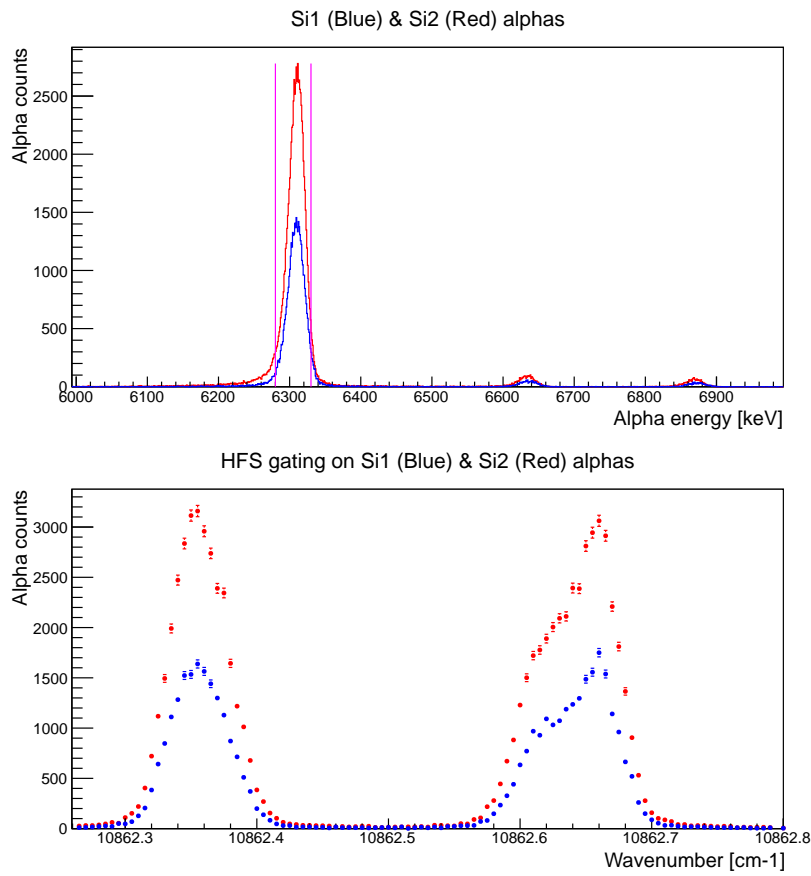 Si1 (Blue) & Si2 (Red) alphas
Alpha counts
2500
2000
1500
1000
500
0
6000 6100 6200 6300 6400 6500 6600 6700 6800 6900
Alpha energy [keV]
HFS gating on Si1 (Blue) & Si2 (Red) alphas
Alpha counts
3000
2500
2000
1500
1000
500
0
10862.3 10862.4 10862.5 10862.6 10862.7 10862.8
Wavenumber [cm-1]